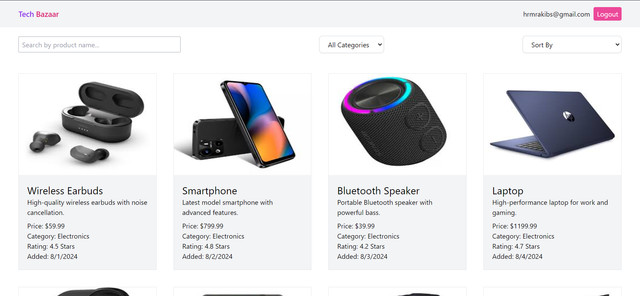 Tech Bazaar
hrmrakibs@gmail.com Logout
Search by product name... All Categories Sort By
Wireless Earbuds
High-quality wireless earbuds with noise
cancellation.
Price: $59.99
Category: Electronics
Rating: 4.5 Stars
Added: 8/1/2024
Smartphone
Latest model smartphone with
advanced features.
Price: $799.99
Category: Electronics
Rating: 4.8 Stars
Added: 8/2/2024
Bluetooth Speaker
Portable Bluetooth speaker with
powerful bass.
Price: $39.99
Category: Electronics
Rating: 4.2 Stars
Added: 8/3/2024
Laptop
High-performance laptop for work and
gaming.
Price: $1199.99
Category: Electronics
Rating: 4.7 Stars
Added: 8/4/2024